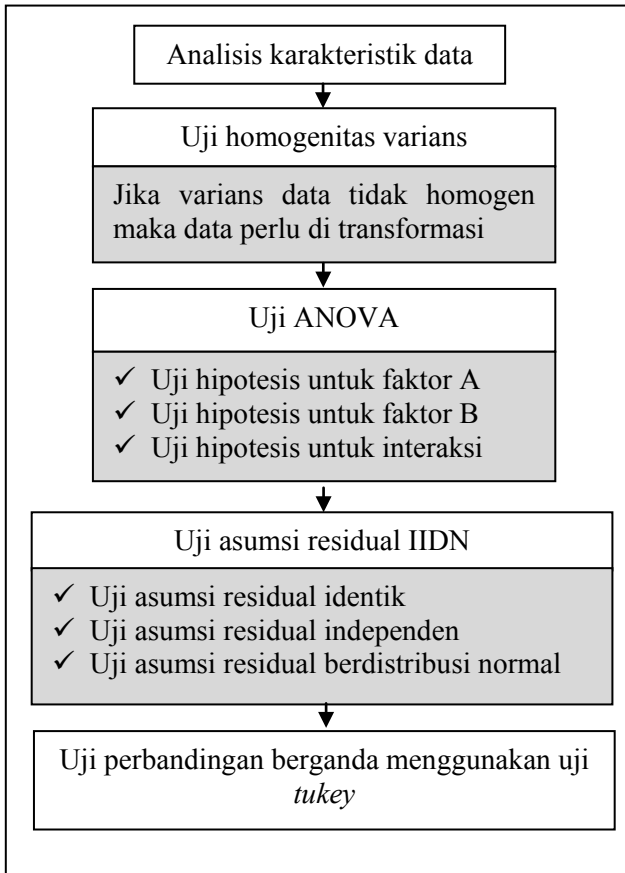 Analisis karakteristik data
Uji homogenitas varians
Jika varians data tidak homogen
maka data perlu di transformasi
Uji ANOVA
✓ Uji hipotesis untuk faktor A
✓ Uji hipotesis untuk faktor B
✓ Uji hipotesis untuk interaksi
Uji asumsi residual IIDN
✓ Uji asumsi residual identik
✓ Uji asumsi residual independen
✓ Uji asumsi residual berdistribusi normal
Uji perbandingan berganda menggunakan uji
tukey